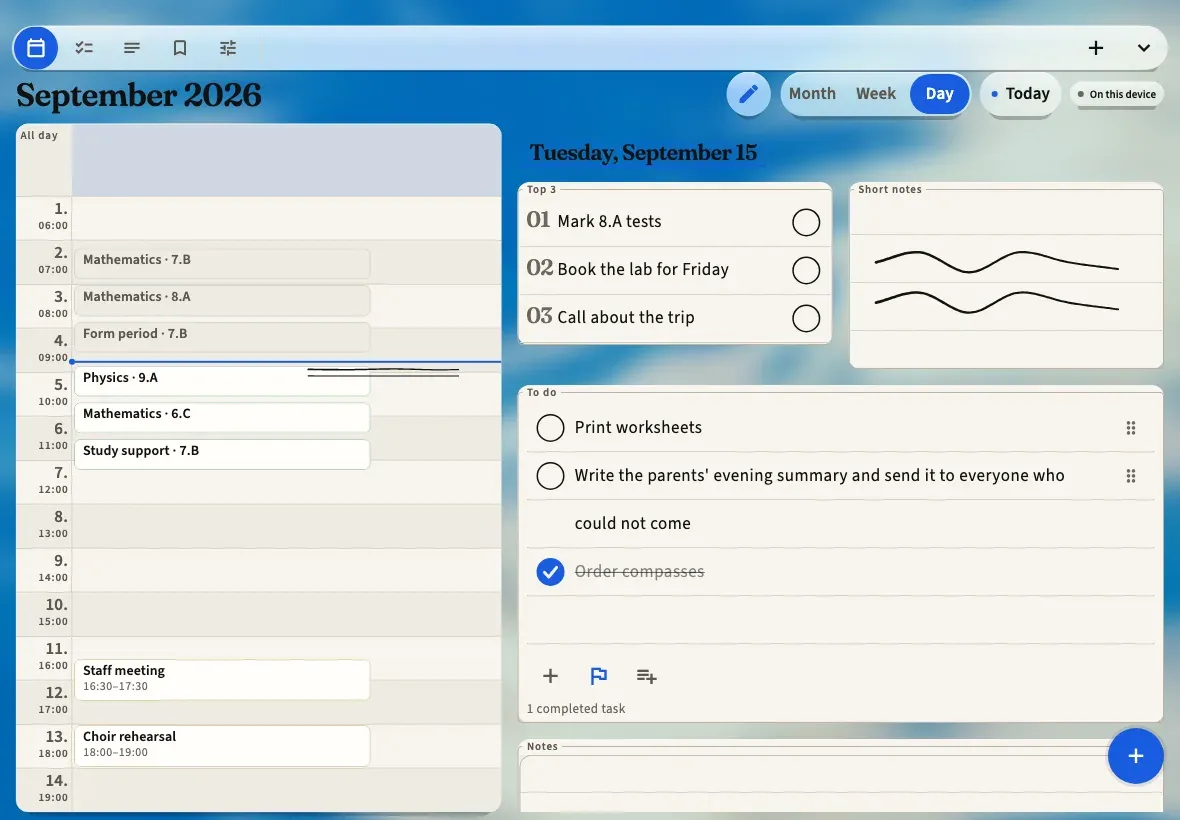 September 2026
Month
Week
Day
Today
On this device
All day
1.
06:00
2.
07:00
3.
08:00
4.
09:00
5.
10:00
6.
11:00
7.
12:00
8.
13:00
9.
14:00
10.
15:00
11.
16:00
12.
17:00
13.
18:00
14.
19:00
Mathematics · 7.B
Mathematics · 8.A
Form period · 7.B
Physics · 9.A
Mathematics · 6.C
Study support · 7.B
Staff meeting
16:30–17:30
Choir rehearsal
18:00–19:00
Tuesday, September 15
Top 3
01 Mark 8.A tests
02 Book the lab for Friday
03 Call about the trip
Short notes
To do
Print worksheets
Write the parents' evening summary and send it to everyone who
could not come
Order compasses
1 completed task
Notes